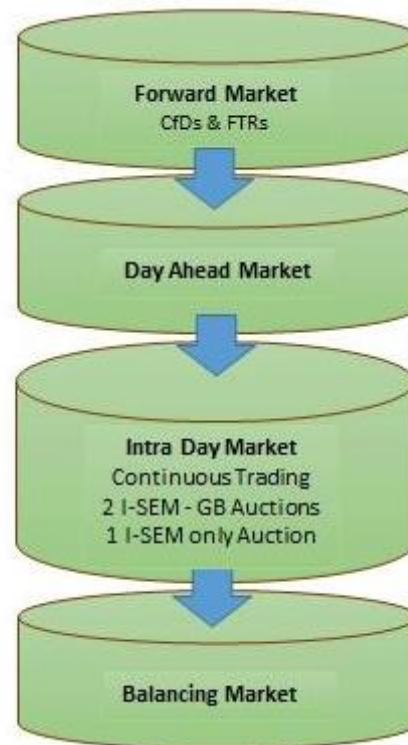 Forward Market
CfDs & FTRs
Day Ahead Market
Intra Day Market
Continuous Trading
2 I-SEM - GB Auctions
1 I-SEM only Auction
Balancing Market